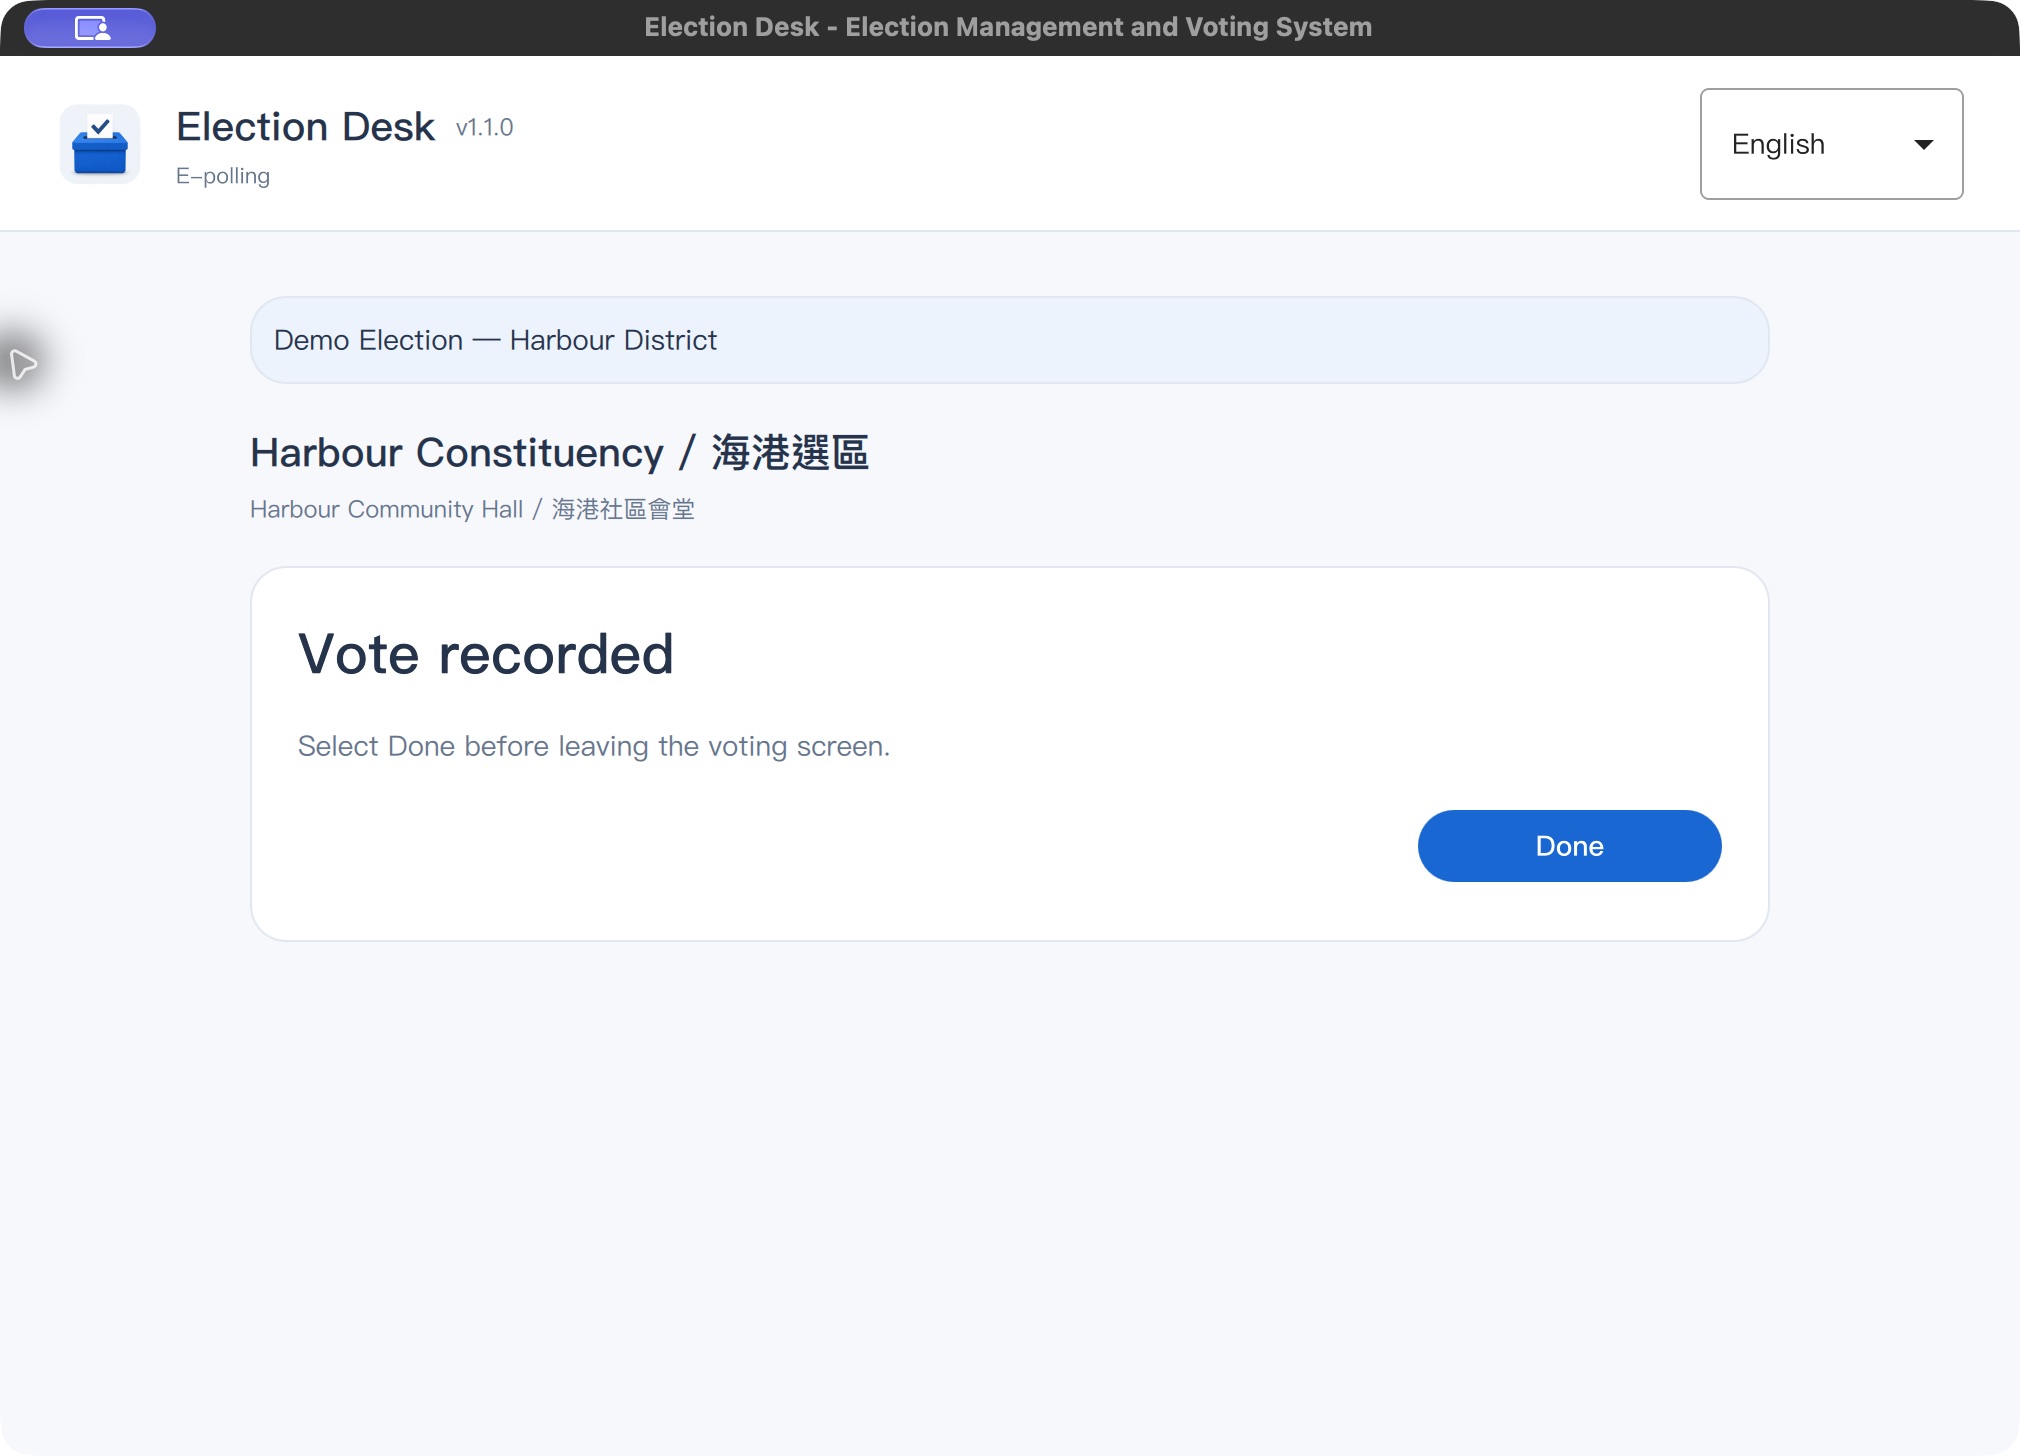 Election Desk - Election Management and Voting System
Election Desk v1.1.0
E-polling
English
Demo Election — Harbour District
Harbour Constituency / 海港選區
Harbour Community Hall / 海港社區會堂
Vote recorded
Select Done before leaving the voting screen.
Done